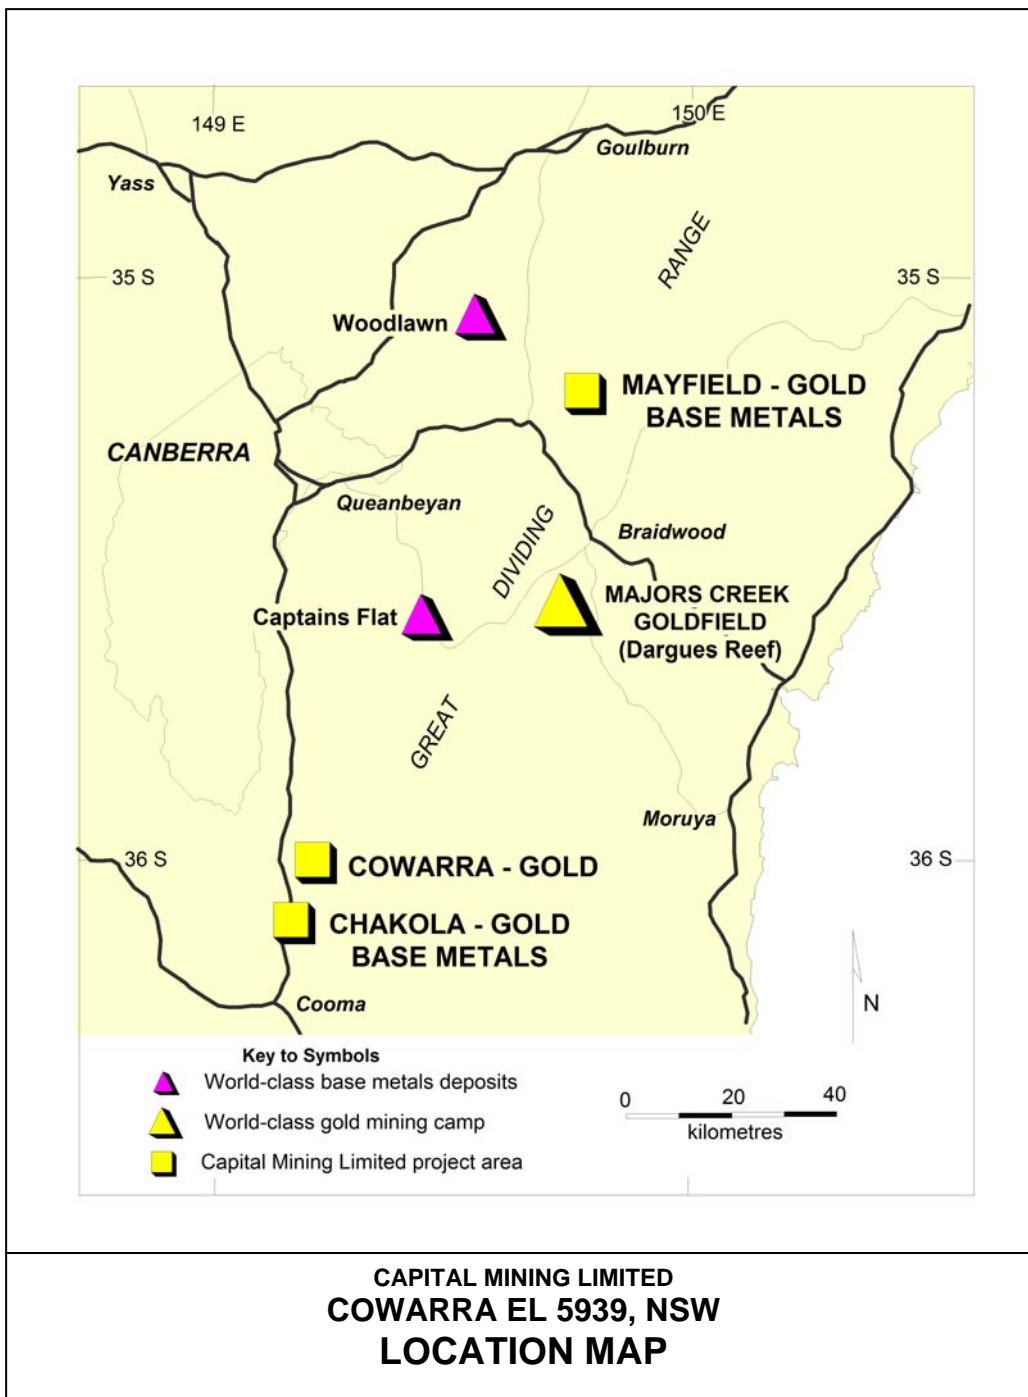 149 E
150 E
Goulburn
Yass
RANGE
35 S
35 S
Woodlawn
MAYFIELD - GOLD
BASE METALS
CANBERRA
Queanbeyan
DIVIDING
Braidwood
MAJORS CREEK
GOLDFIELD
(Dargues Reef)
Captains Flat
GREAT
Moruya
36 S
36 S
COWARRA - GOLD
CHAKOLA - GOLD
BASE METALS
Cooma
N
Key to Symbols
World-class base metals deposits
World-class gold mining camp
Capital Mining Limited project area
0 20 40
kilometres
CAPITAL MINING LIMITED
COWARRA EL 5939, NSW
LOCATION MAP